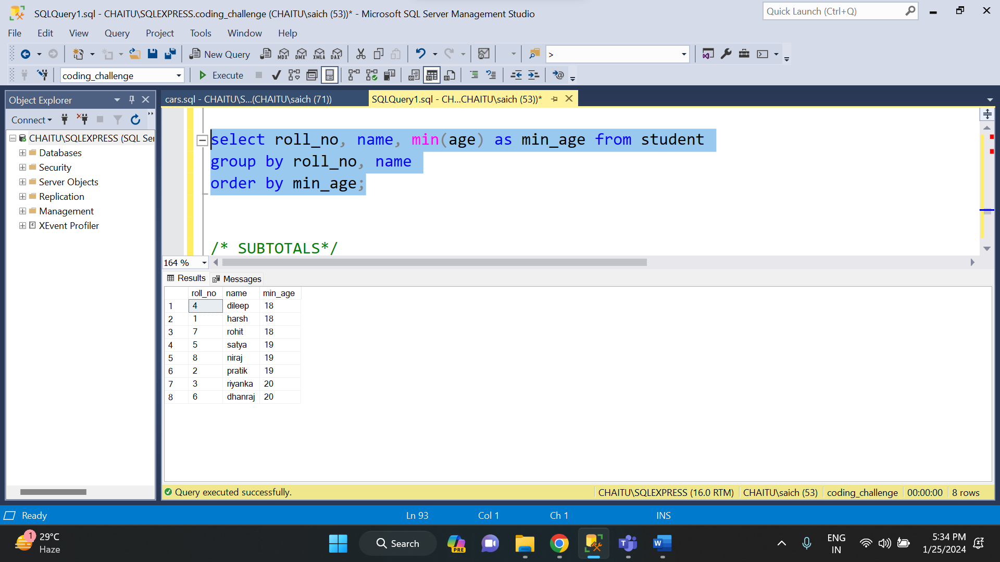 SQLQuery1.sql - CHAITU\SQLEXPRESS.coding_challenge (CHAITU\saich (53))* - Microsoft SQL Server Management Studio
Quick Launch (Ctrl+Q)
File Edit View Query Project Tools Window Help
New Query MDX DMX XMLA DAX >
coding_challenge Execute
Object Explorer
cars.sql - CHAITU\S...(CHAITU\saich (71))
SQLQuery1.sql - CH...CHAITU\saich (53))*
Connect
CHAITU\SQLEXPRESS (SQL Ser
Databases
Security
Server Objects
Replication
Management
XEvent Profiler
select roll_no, name, min(age) as min_age from student
group by roll_no, name
order by min_age;
/* SUBTOTALS*/
164 %
Results Messages
roll_no name min_age
1 4 dileep 18
2 1 harsh 18
3 7 rohit 18
4 5 satya 19
5 8 niraj 19
6 2 pratik 19
7 3 riyanka 20
8 6 dhanraj 20
Query executed successfully.
CHAITU\SQLEXPRESS (16.0 RTM) CHAITU\saich (53) coding_challenge 00:00:00 8 rows
Ready Ln 93 Col 1 Ch 1 INS
1
29°C
Haze
Search
PRE
ENG
IN
5:34 PM
1/25/2024